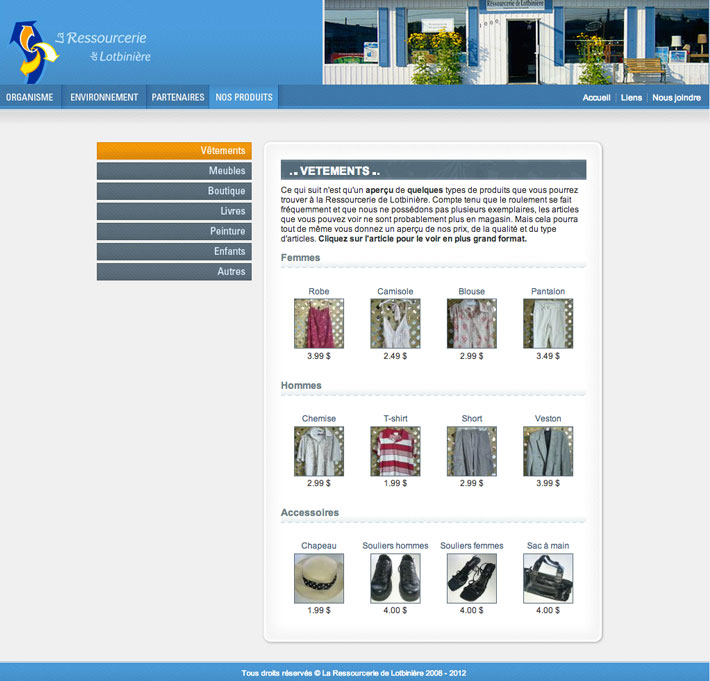 La Ressourcerie
de Lotbinière
Ressourcerie de Lotbinière
1000
ORGANISME ENVIRONNEMENT PARTENAIRES NOS PRODUITS
Accueil | Liens | Nous joindre
Vêtements
Meubles
Boutique
Livres
Peinture
Enfants
Autres
VETEMENTS
Ce qui suit n'est qu'un aperçu de quelques types de produits que vous pourrez
trouver à la Ressourcerie de Lotbinière. Compte tenu que le roulement se fait
fréquemment et que nous ne possédons pas plusieurs exemplaires, les articles
que vous pouvez voir ne sont probablement plus en magasin. Mais cela pourra
tout de même vous donnez un aperçu de nos prix, de la qualité et du type
d'articles. Cliquez sur l'article pour le voir en plus grand format.
Femmes
Robe Camisole Blouse Pantalon
3.99 $ 2.49 $ 2.99 $ 3.49 $
Hommes
Chemise T-shirt Short Veston
2.99 $ 1.99 $ 2.99 $ 3.99 $
Accessoires
Chapeau Souliers hommes Souliers femmes Sac à main
1.99 $ 4.00 $ 4.00 $ 4.00 $
Tous droits réservés © La Ressourcerie de Lotbinière 2008 - 2012